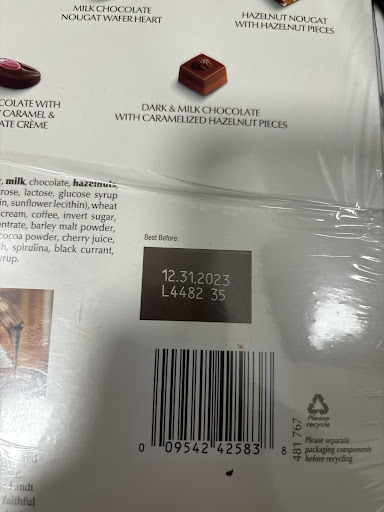 MILK CHOCOLATE
NOUGAT WAFER HEART
HAZELNUT NOUGAT
WITH HAZELNUT PIECES
COLATE WITH
CARAMEL &
ATE CRÈME
DARK & MILK CHOCOLATE
WITH CARAMELIZED HAZELNUT PIECES
, milk, chocolate, hazelnuts,
rose, lactose, glucose syrup
in, sunflower lecithin), wheat
cream, coffee, invert sugar,
entrate, barley malt powder,
cocoa powder, cherry juice,
h, spirulina, black currant,
yrup.
Best Before:
12.31.2023
L4482 35
0 09542 42583 8
481 767
Please
recycle
Please separate
packaging components
before recycling
Lindt
faithful